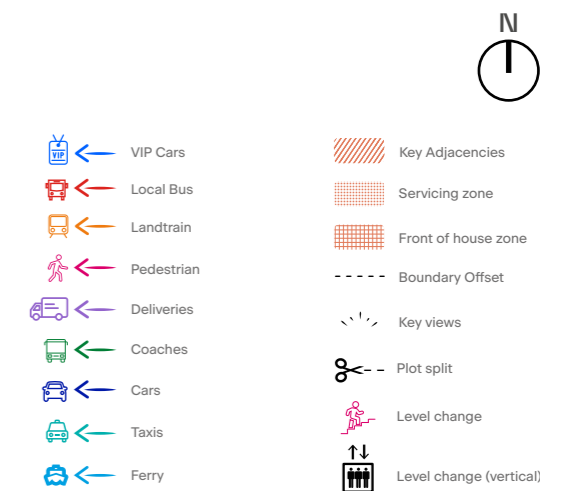 N
VIP
VIP Cars
Local Bus
Landtrain
Pedestrian
Deliveries
Coaches
Cars
Taxis
Ferry
Key Adjacencies
Servicing zone
Front of house zone
Boundary Offset
Key views
Plot split
Level change
Level change (vertical)